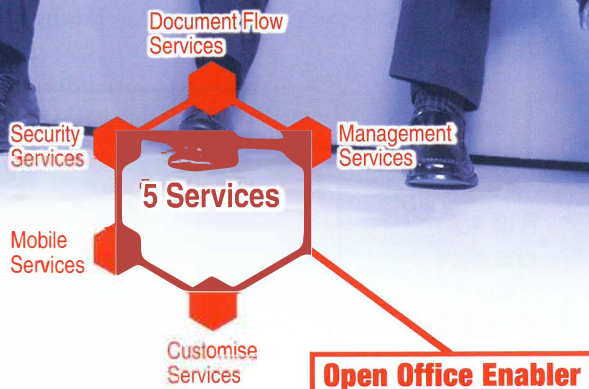 Document Flow
Services
Security
Services
Management
Services
5 Services
Mobile
Services
Customise
Services
Open Office Enabler